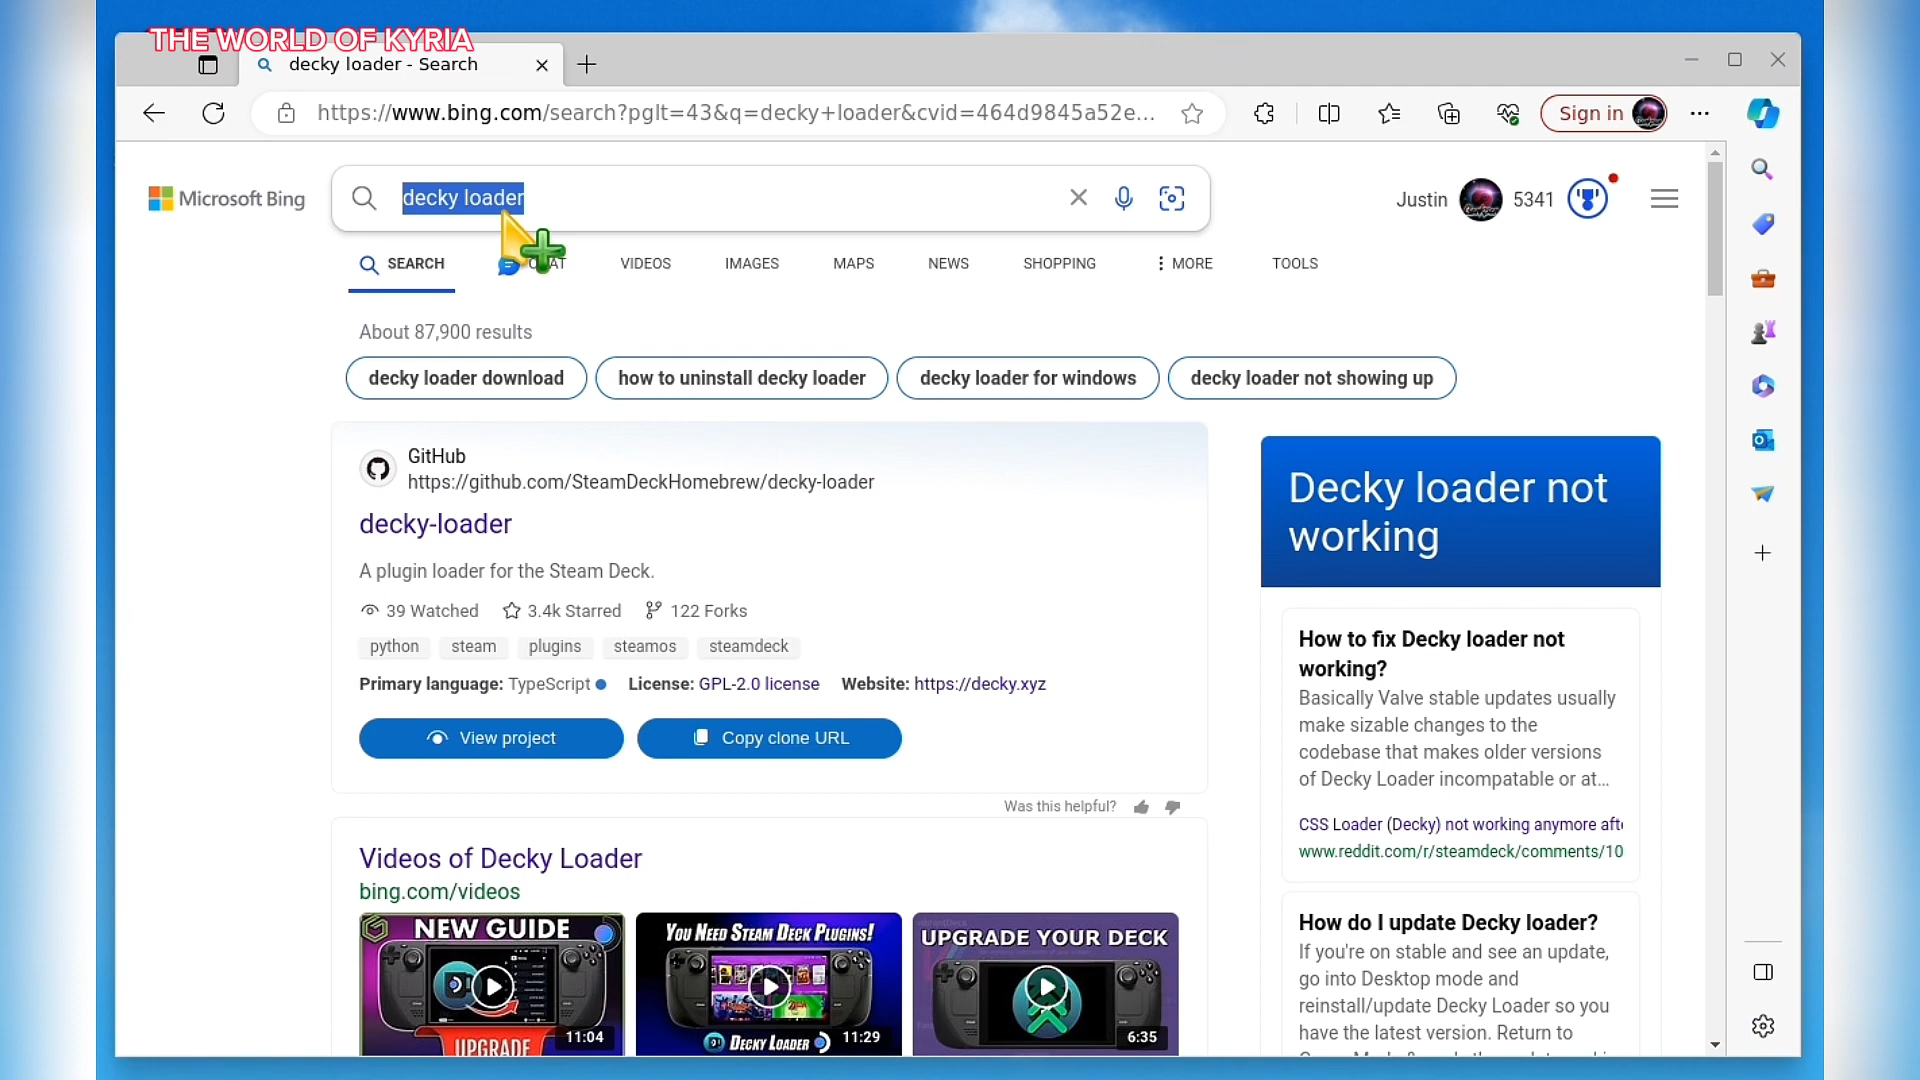 THE WORLD OF KYRIA
decky loader - Search
https://www.bing.com/search?pglt=43&q=decky+loader&cvid=464d9845a52e...
Sign in
Microsoft Bing
decky loader
Justin
5341
SEARCH
VIDEOS
IMAGES
MAPS
NEWS
SHOPPING
MORE
TOOLS
About 87,900 results
decky loader download
how to uninstall decky loader
decky loader for windows
decky loader not showing up
GitHub
https://github.com/SteamDeckHomebrew/decky-loader
decky-loader
A plugin loader for the Steam Deck.
39 Watched
3.4k Starred
122 Forks
python
steam
plugins
steamos
steamdeck
Primary language: TypeScript
License: GPL-2.0 license
Website: https://decky.xyz
View project
Copy clone URL
Was this helpful?
Videos of Decky Loader
bing.com/videos
NEW GUIDE
11:04
UPGRADE
YOU NEED STEAM DECK PLUGINS!
DECKY LOADER
11:29
UPGRADE YOUR DECK
6:35
Decky loader not
working
How to fix Decky loader not
working?
Basically Valve stable updates usually
make sizable changes to the
codebase that makes older versions
of Decky Loader incompatable or at...
CSS Loader (Decky) not working anymore afte
www.reddit.com/r/steamdeck/comments/10
How do I update Decky loader?
If you're on stable and see an update,
go into Desktop mode and
reinstall/update Decky Loader so you
have the latest version. Return to